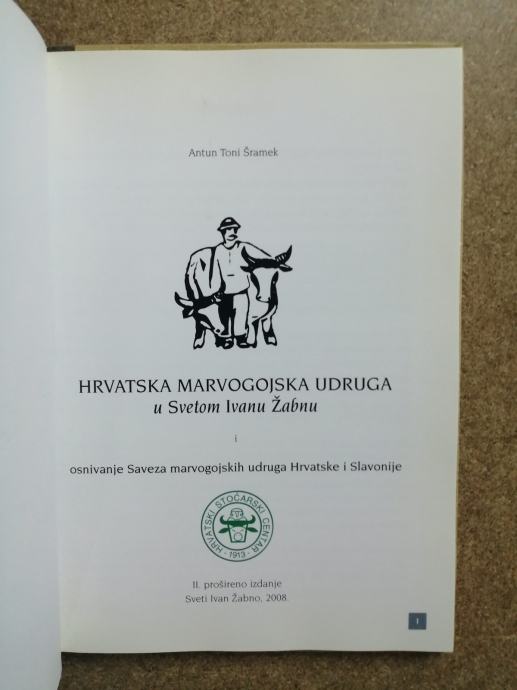 Antun Toni Šramek
HRVATSKA MARVOGOJSKA UDRUGA
u Svetom Ivanu Žabnu
i
osnivanje Saveza marvogojskih udruga Hrvatske i Slavonije
HRVATSKI STOČARSKI CENTAR
- 1913 -
II. prošireno izdanje
Sveti Ivan Žabno, 2008.
1